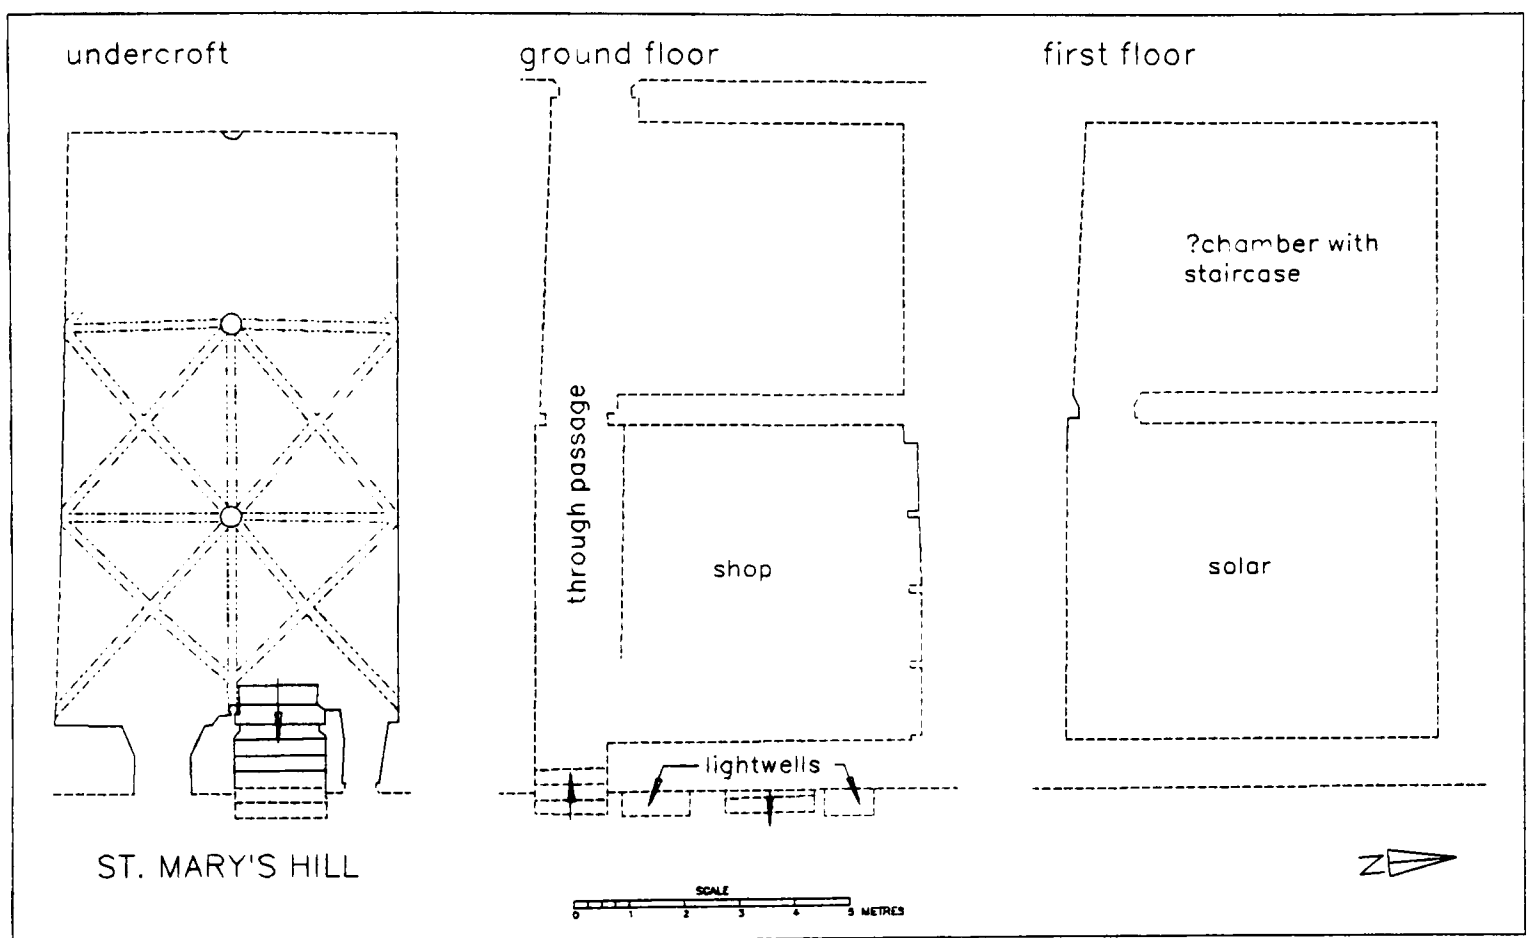 undercroft
ground floor
first floor
?chamber with
staircase
through passage
shop
solar
lightwells
ST. MARY'S HILL
N
SCALE
0 1 2 3 4 5 METRES